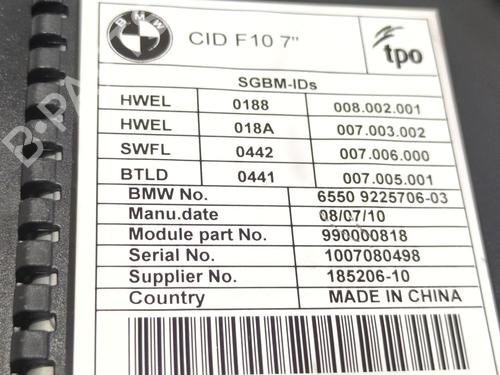 BMW
CID F10 7"
tpo
SGBM-IDs
HWEL 0188 008.002.001
HWEL 018A 007.003.002
SWFL 0442 007.006.000
BTLD 0441 007.005.001
BMW No. 6550 9225706-03
Manu.date 08/07/10
Module part No. 990000818
Serial No. 1007080498
Supplier No. 185206-10
Country MADE IN CHINA